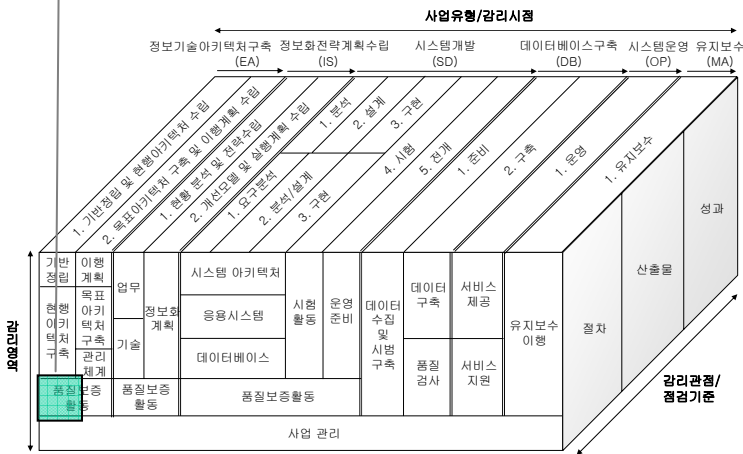 사업유형/감리시점
정보기술아키텍처구축 정보화전략계획수립 시스템개발 데이터베이스구축 시스템운영 유지보수
(EA) (IS) (SD) (DB) (OP) (MA)
1. 기반정립 및 현행아키텍처 수립
2. 목표아키텍처 구축 및 이행계획 수립
1. 현황 분석 및 전략수립
2. 개선모델 및 실행계획 수립
1. 분석
2. 설계
3. 구현
1. 요구분석
2. 분석/설계
3. 구현
4. 시험
5. 전개
1. 준비
2. 구축
1. 운영
1. 유지보수
감리영역
기반
정립
현행
아키
텍처
구축
이행
계획
목표
아키
텍처
구축
관리
체계
품질보증
활동
업무
기술
정보화
계획
품질보증
활동
시스템 아키텍처
응용시스템
데이터베이스
시험
활동
운영
준비
품질보증활동
데이터
수집
및
시범
구축
데이터
구축
품질
검사
서비스
제공
서비스
지원
유지보수
이행
사업 관리
절차
산출물
성과
감리관점/
점검기준